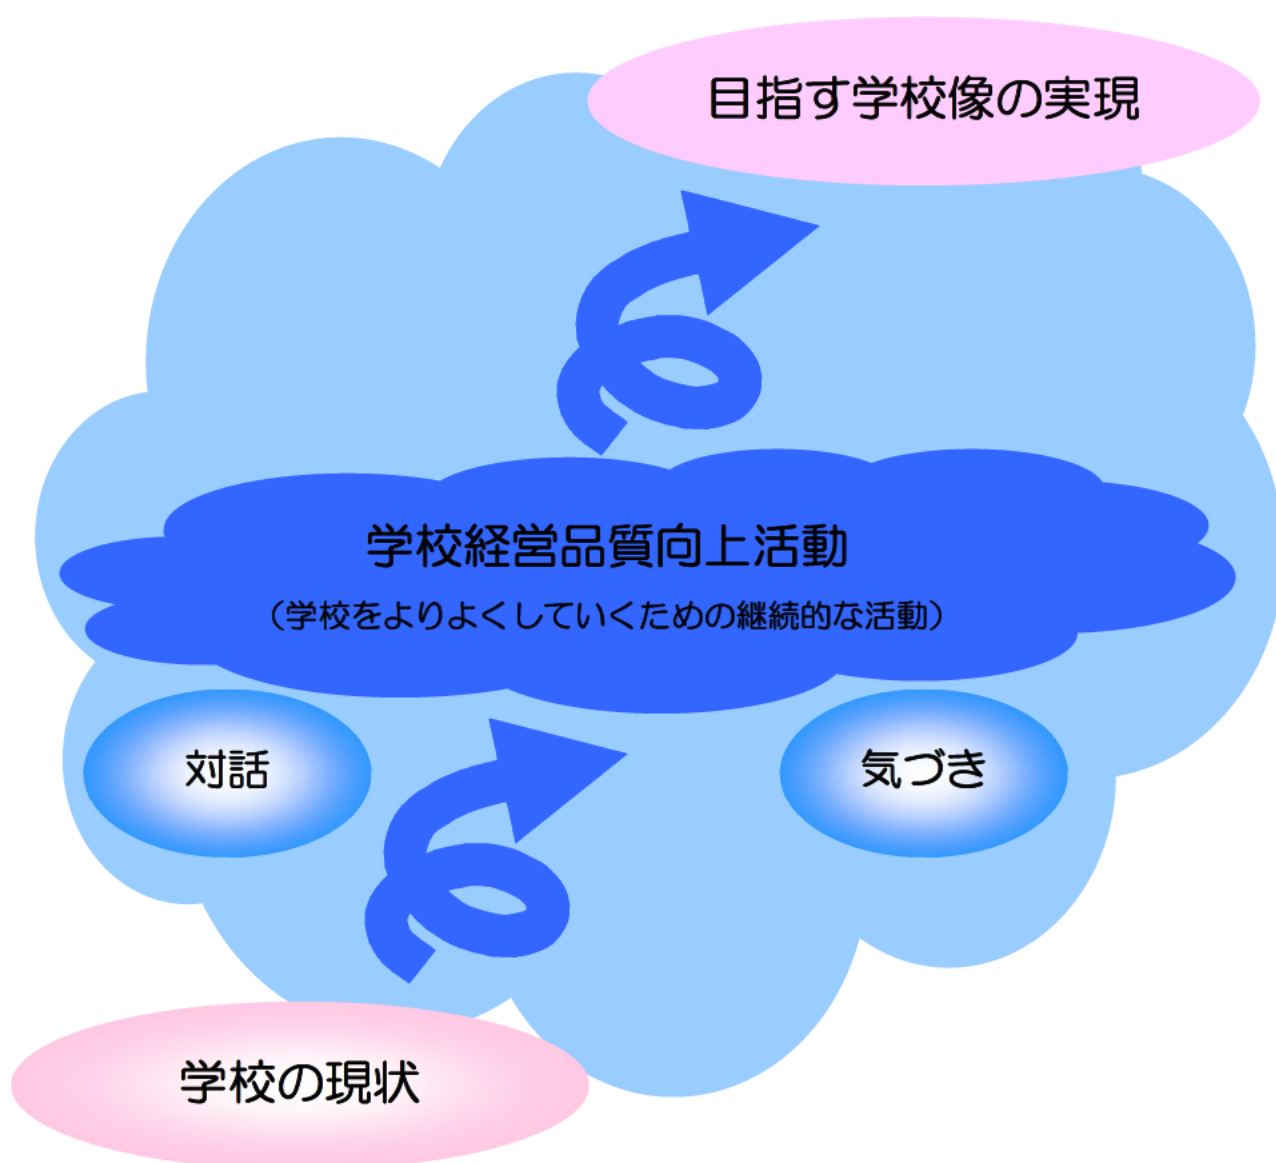 目指す学校像の実現
学校経営品質向上活動
（学校をよりよくしていくための継続的な活動）
対話
気づき
学校の現状